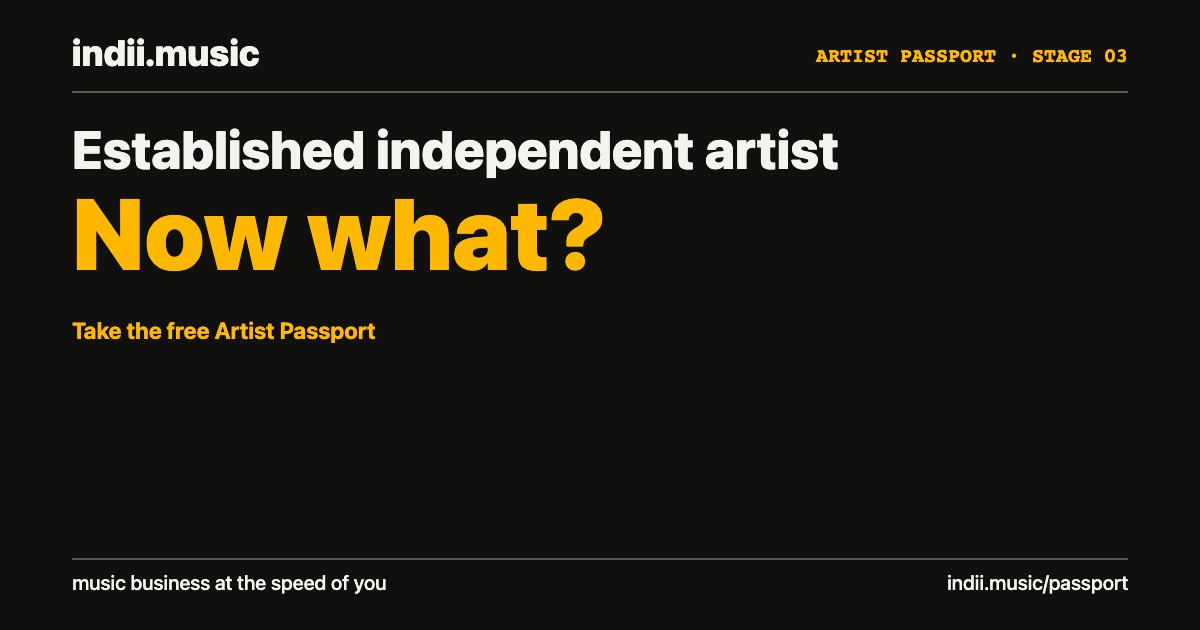 indii.music
ARTIST PASSPORT · STAGE 03
Established independent artist
Now what?
Take the free Artist Passport
music business at the speed of you
indii.music/passport